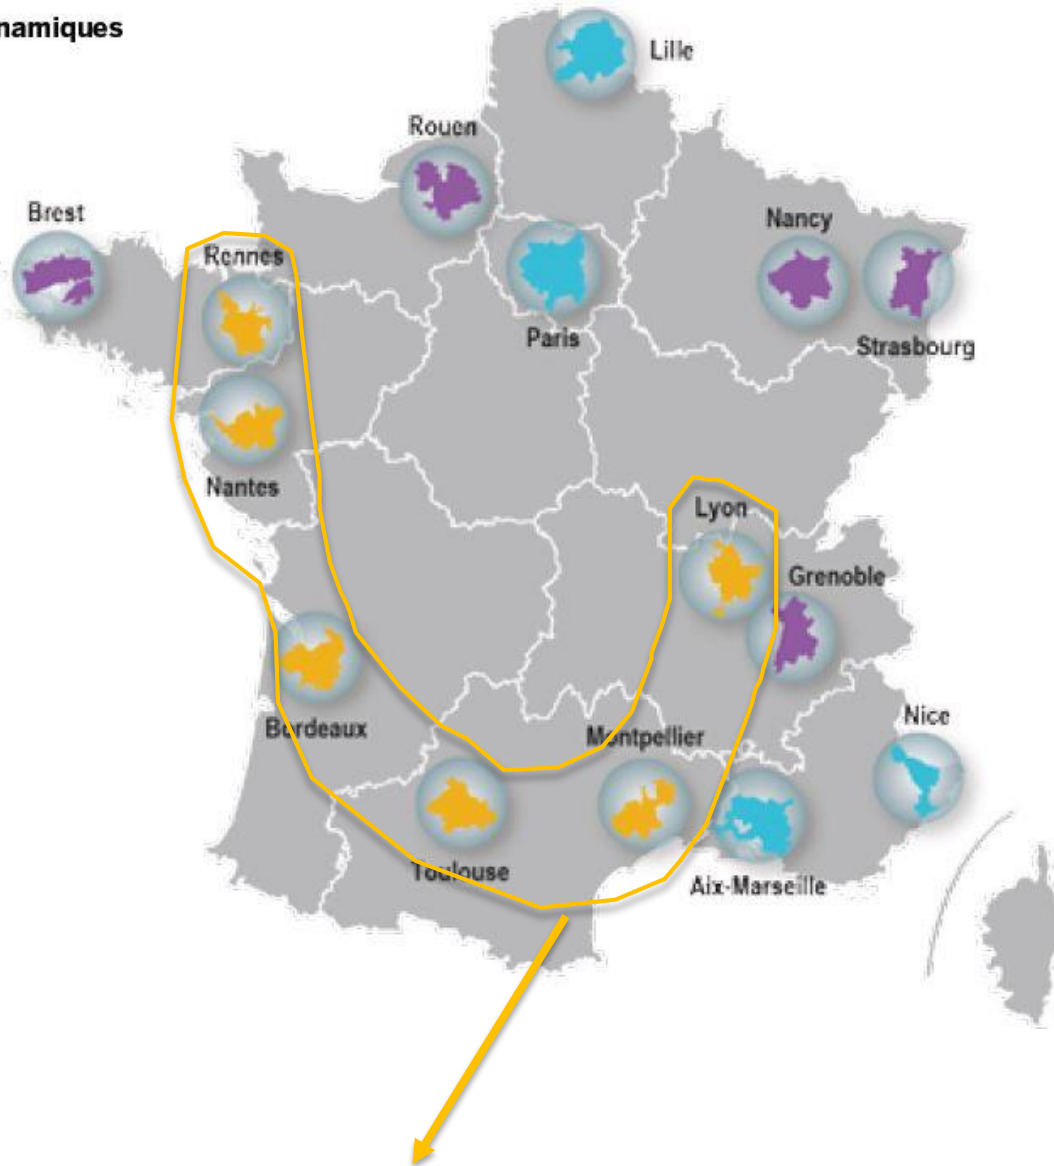 namiques
Lille
Rouen
Brest
Nancy
Rennes
Paris
Strasbourg
Nantes
Lyon
Grenoble
Nice
Bordeaux
Montpellier
Toulouse
Aix-Marseille